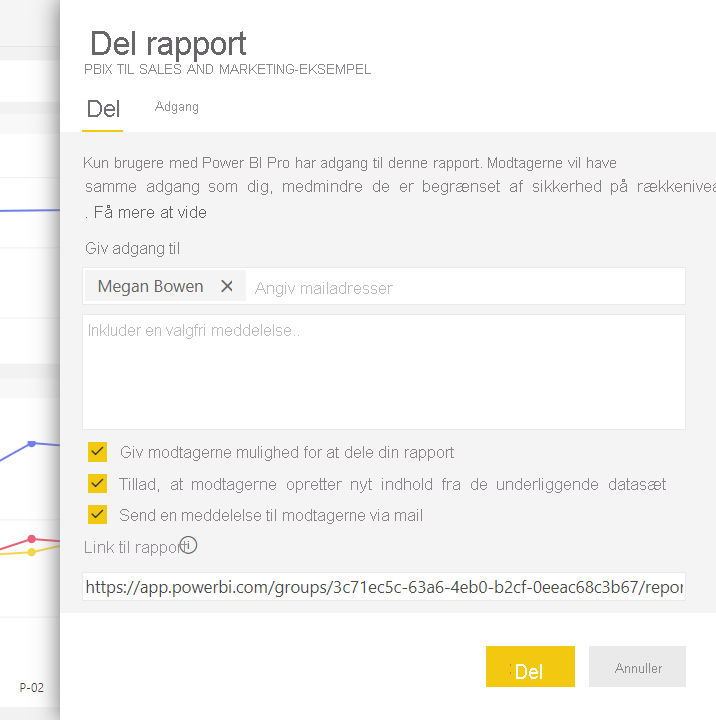 Del rapport
PBIX TIL SALES AND MARKETING-EKSEMPEL
Del Adgang
Kun brugere med Power BI Pro har adgang til denne rapport. Modtagerne vil have
samme adgang som dig, medmindre de er begrænset af sikkerhed på
. Få mere at vide
Giv adgang til
Megan Bowen Angiv mailadresser
Inkluder en valgfri meddelelse..
Giv modtagerne mulighed for at dele din rapport
Tillad, at modtagerne opretter nyt indhold fra de underliggende datasæt
Send en meddelelse til modtagerne via mail
Link til rapport
https://app.powerbi.com/groups/3c71ec5c-63a6-4eb0-b2cf-0eeac68c3b67/repor
P-02
Del Annuller